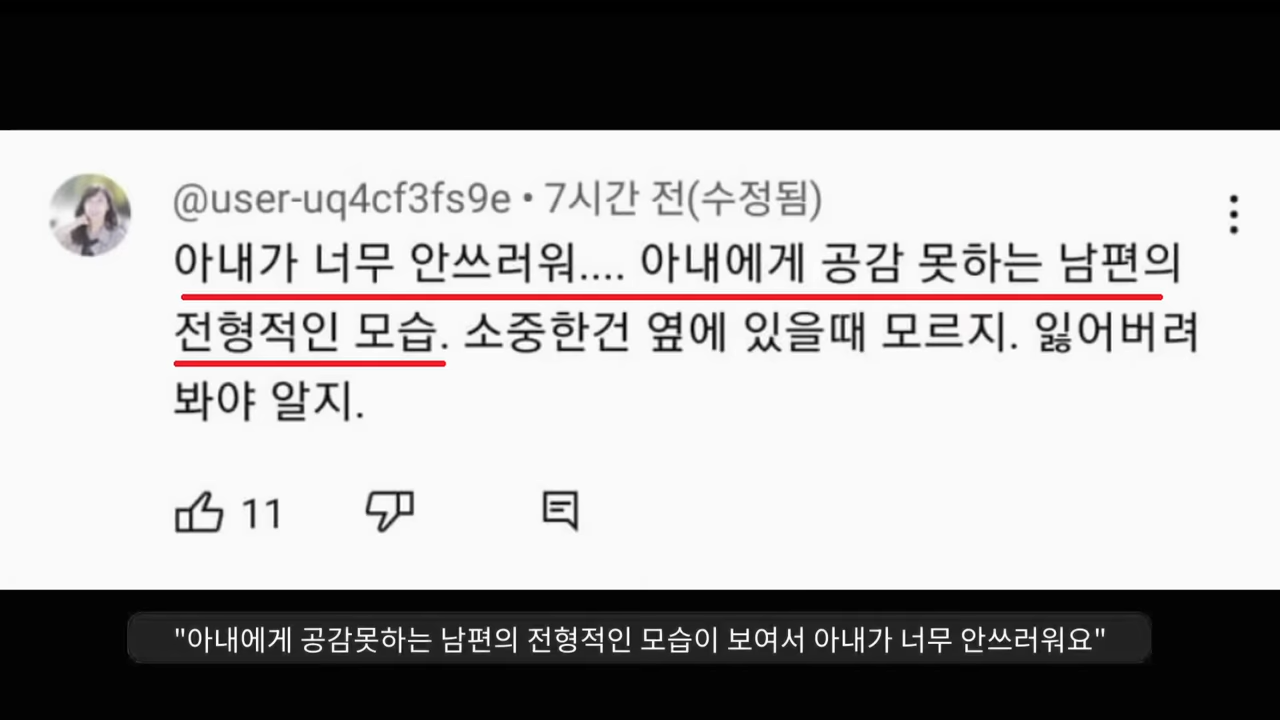 @user-uq4cf3fs9e • 7시간 전(수정됨)
아내가 너무 안쓰러워.... 아내에게 공감 못하는 남편의
전형적인 모습. 소중한건 옆에 있을때 모르지. 잃어버려
봐야 알지.
11
"아내에게 공감못하는 남편의 전형적인 모습이 보여서 아내가 너무 안쓰러워요"